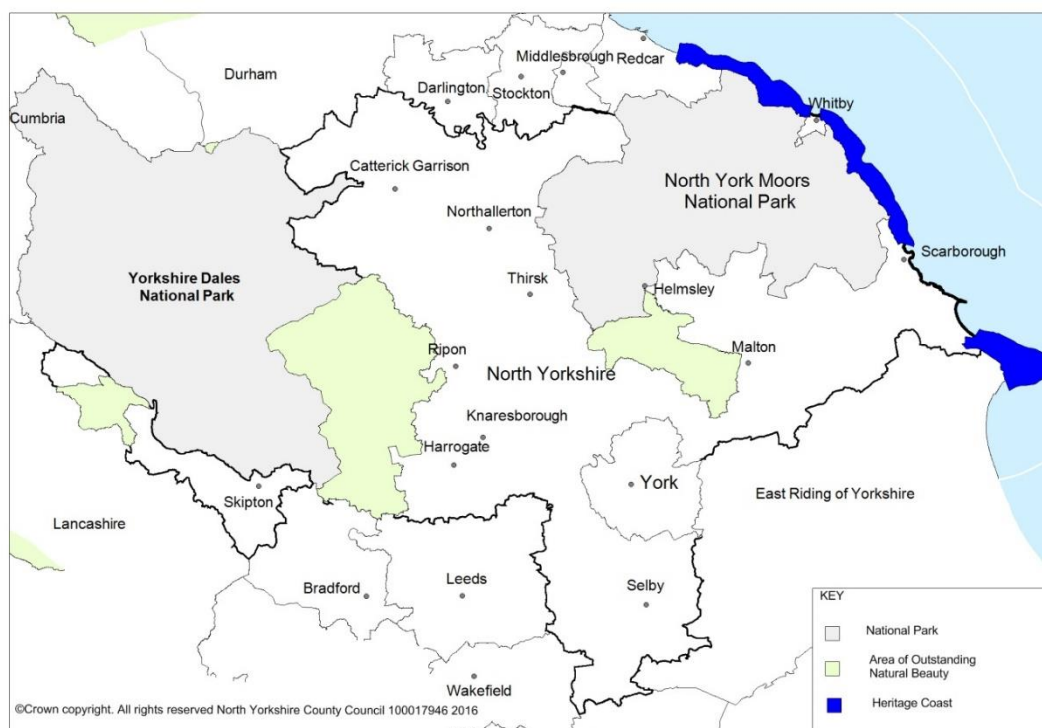 Durham
Middlesbrough
Redcar
Darlington
Stockton
Cumbria
Whitby
Catterick Garrison
North York Moors
National Park
Northallerton
Scarborough
Yorkshire Dales
National Park
Thirsk
Helmsley
Ripon
North Yorkshire
Malton
Knaresborough
Harrogate
York
Skipton
East Riding of Yorkshire
Lancashire
Bradford
Leeds
Selby
Wakefield
KEY
National Park
Area of Outstanding
Natural Beauty
Heritage Coast
©Crown copyright. All rights reserved North Yorkshire County Council 100017946 2016